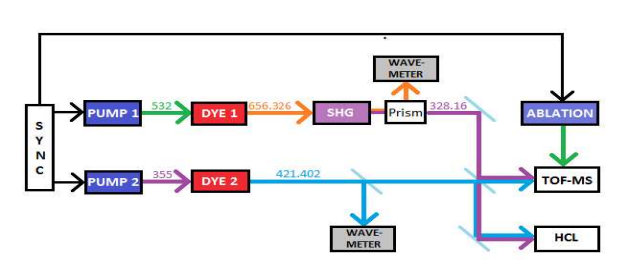 WAVE-
METER
532
656.326
328.16
PUMP 1
DYE 1
SHG
Prism
ABLATION
SYNC
355
421.402
PUMP 2
DYE 2
TOF-MS
WAVE-
METER
HCL